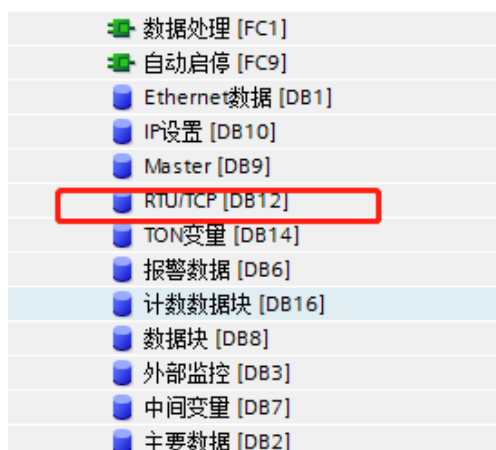 数据处理 [FC1]
自动启停 [FC9]
Ethernet数据 [DB1]
IP设置 [DB10]
Master [DB9]
RTU/TCP [DB12]
TON变量 [DB14]
报警数据 [DB6]
计数数据块 [DB16]
数据块 [DB8]
外部监控 [DB3]
中间变量 [DB7]
主要数据 [DB2]